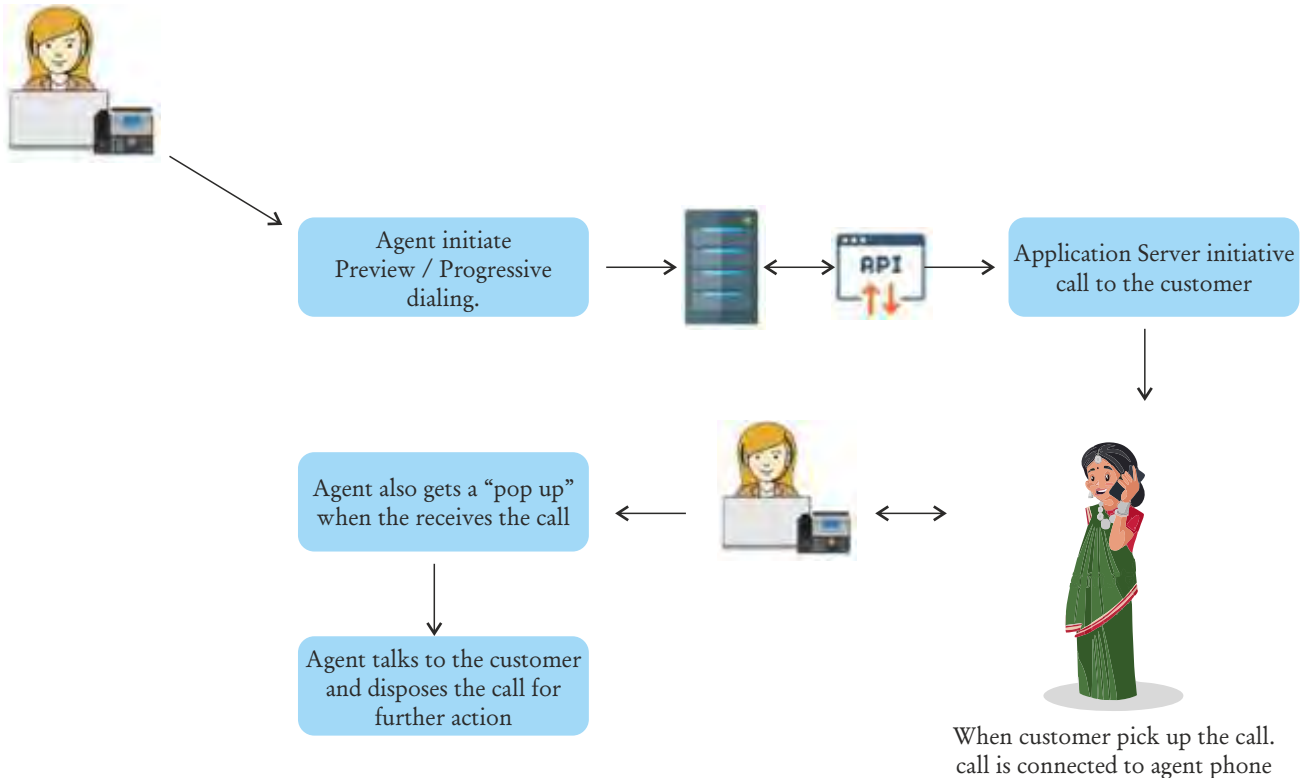 Agent initiate
Preview / Progressive
dialing.
API
Application Server initiative
call to the customer
Agent also gets a “pop up”
when the receives the call
Agent talks to the customer
and disposes the call for
further action
When customer pick up the call.
call is connected to agent phone